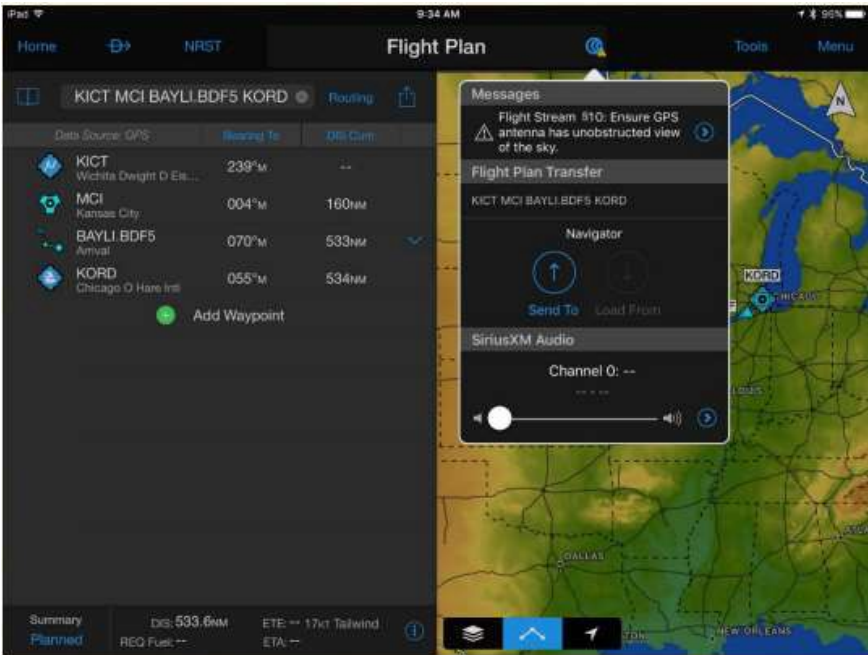 iPad 9:34 AM 96%
Home NRST Flight Plan Tools Menu
KICT MCI BAYLI.BDF5 KORD Routing
Data Source: GPS Bearing To DIS Cum
KICT 239°M --
Wichita Dwight D Eis...
MCI 004°M 160NM
Kansas City
BAYLI.BDF5 070°M 533NM
Arrival
KORD 055°M 534NM
Chicago O Hare Intl
Add Waypoint
Summary DIS: 533.6NM ETE: -- 17KT Tailwind
Planned REQ Fuel: -- ETA: --
Messages
Flight Stream 510: Ensure GPS
antenna has unobstructed view
of the sky.
Flight Plan Transfer
KICT MCI BAYLI.BDF5 KORD
Navigator
Send To Load From
SiriusXM Audio
Channel 0: --
-- - --
N
KORD
CHICAGO
DALLAS
NEW ORLEANS